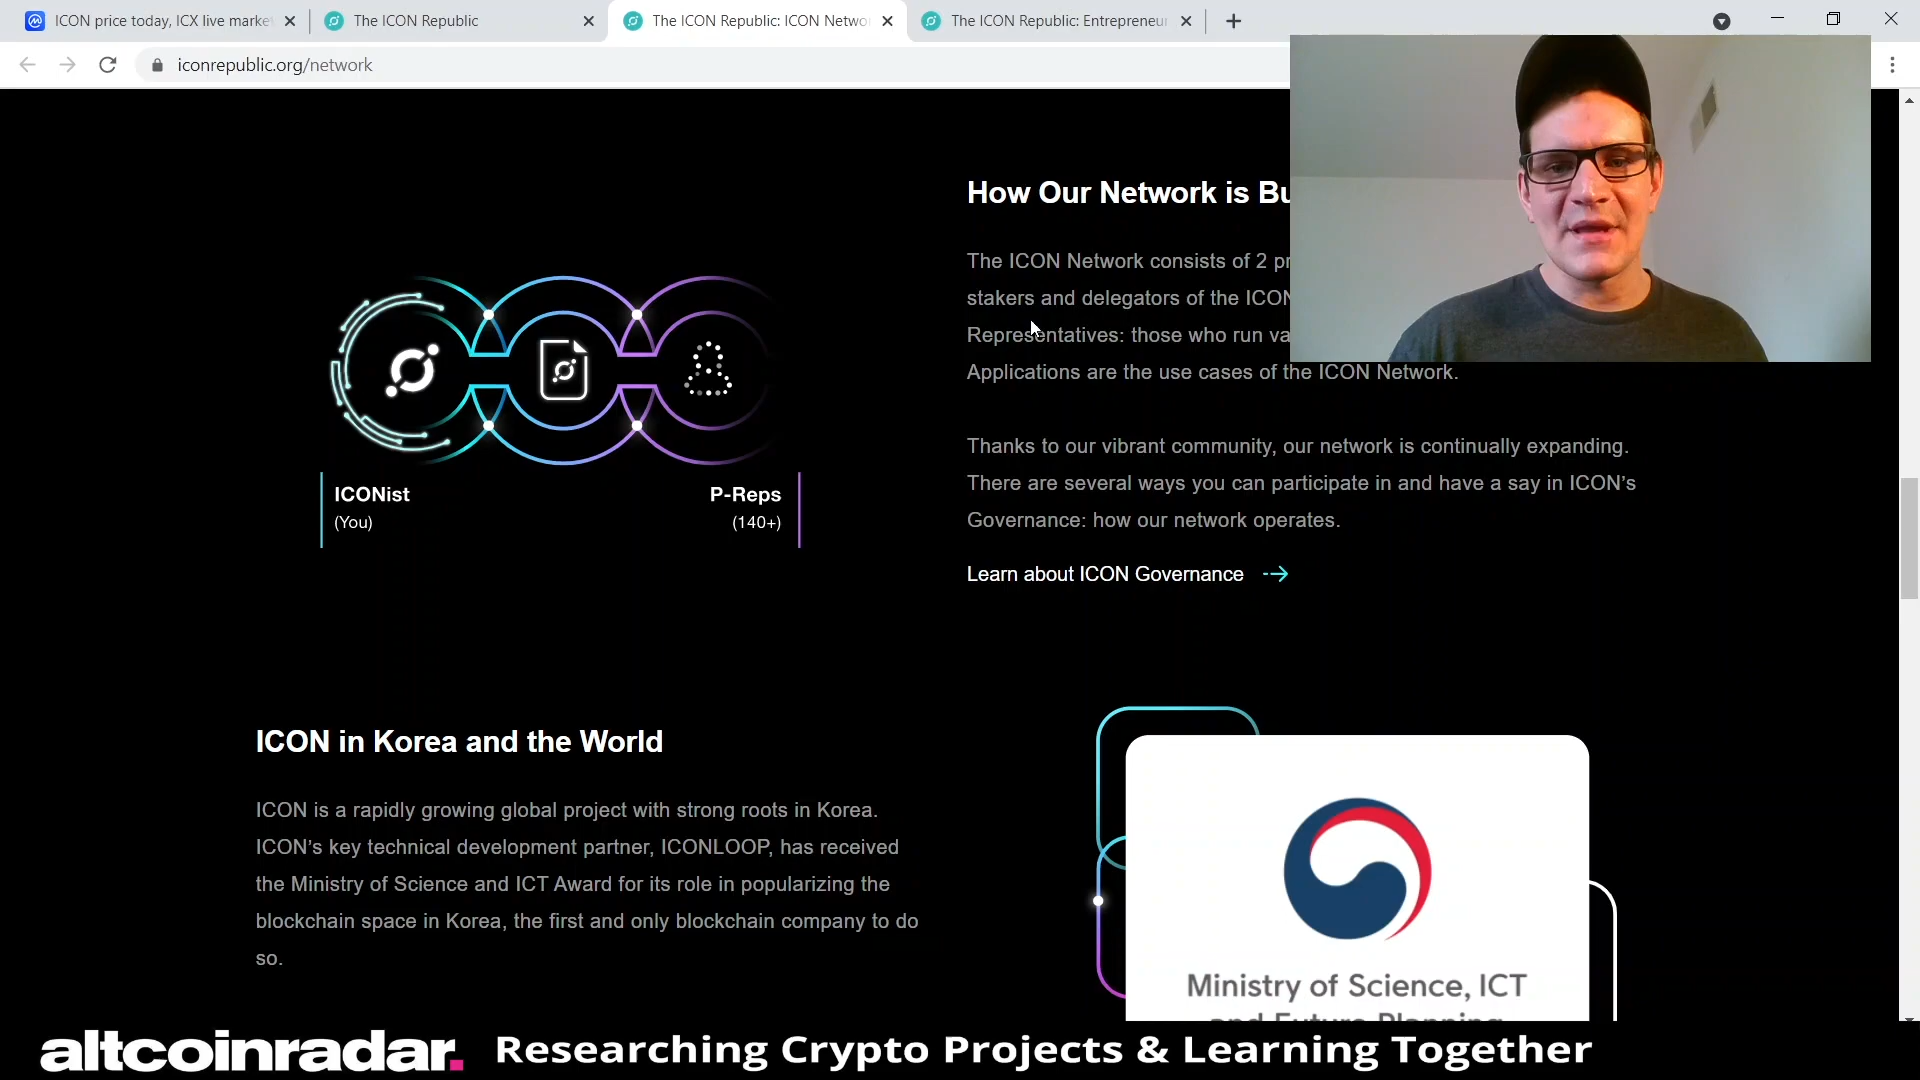 ICON price today, ICX live marke
The ICON Republic
The ICON Republic: ICON Netwo
The ICON Republic: Entrepreneur
iconrepublic.org/network
How Our Network is Bu
The ICON Network consists of 2 pr
stakers and delegators of the ICON
Representatives: those who run va
Applications are the use cases of the ICON Network.
Thanks to our vibrant community, our network is continually expanding.
There are several ways you can participate in and have a say in ICON's
Governance: how our network operates.
Learn about ICON Governance
ICONist
(You)
P-Reps
(140+)
ICON in Korea and the World
ICON is a rapidly growing global project with strong roots in Korea.
ICON's key technical development partner, ICONLOOP, has received
the Ministry of Science and ICT Award for its role in popularizing the
blockchain space in Korea, the first and only blockchain company to do
so.
Ministry of Science, ICT
and Future Planning
altcoinradar.
Researching Crypto Projects & Learning Together